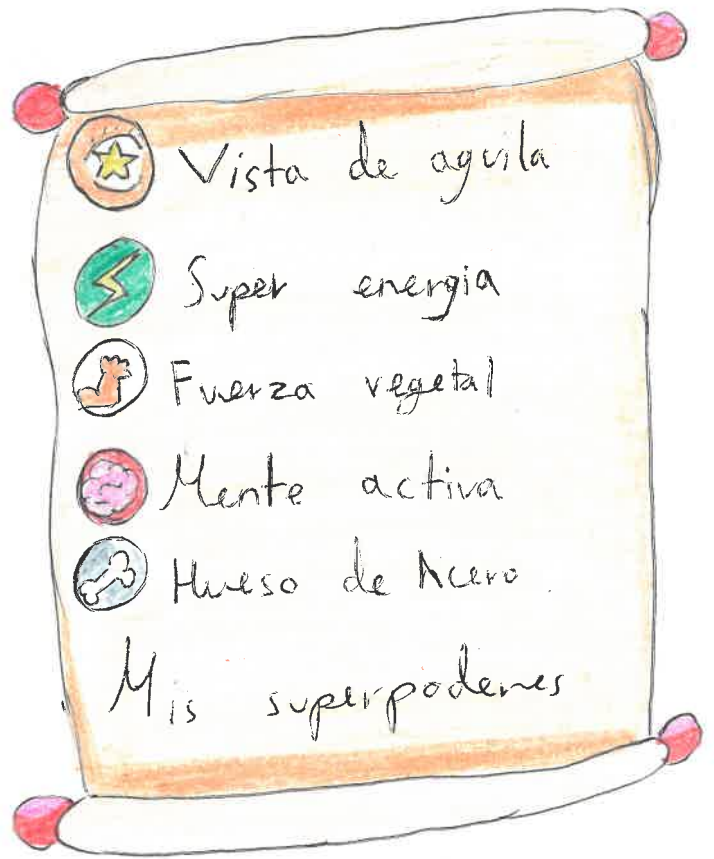 Vista de aguila
Super energia
Fuerza vegetal
Mente activa
Hueso de Acero.
Mis superpoderes